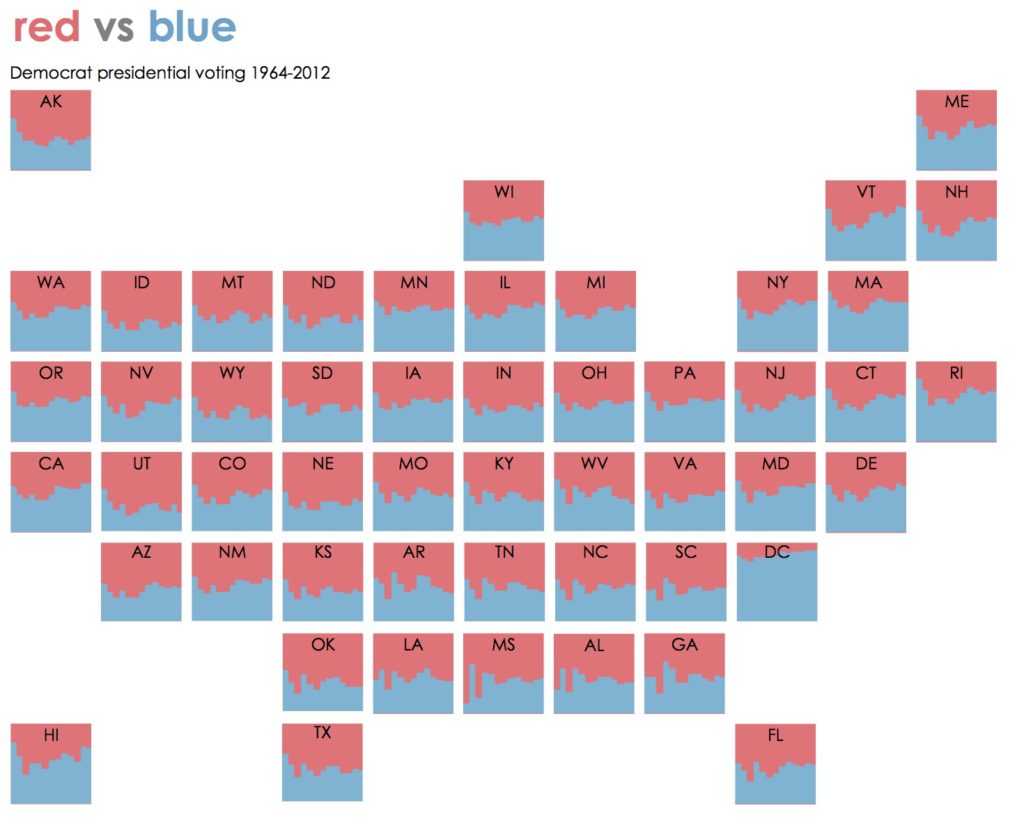 red vs blue
Democrat presidential voting 1964-2012
AK ME
WI VT NH
WA ID MT ND MN IL MI NY MA
OR NV WY SD IA IN OH PA NJ CT RI
CA UT CO NE MO KY WV VA MD DE
AZ NM KS AR TN NC SC DC
OK LA MS AL GA
HI TX FL